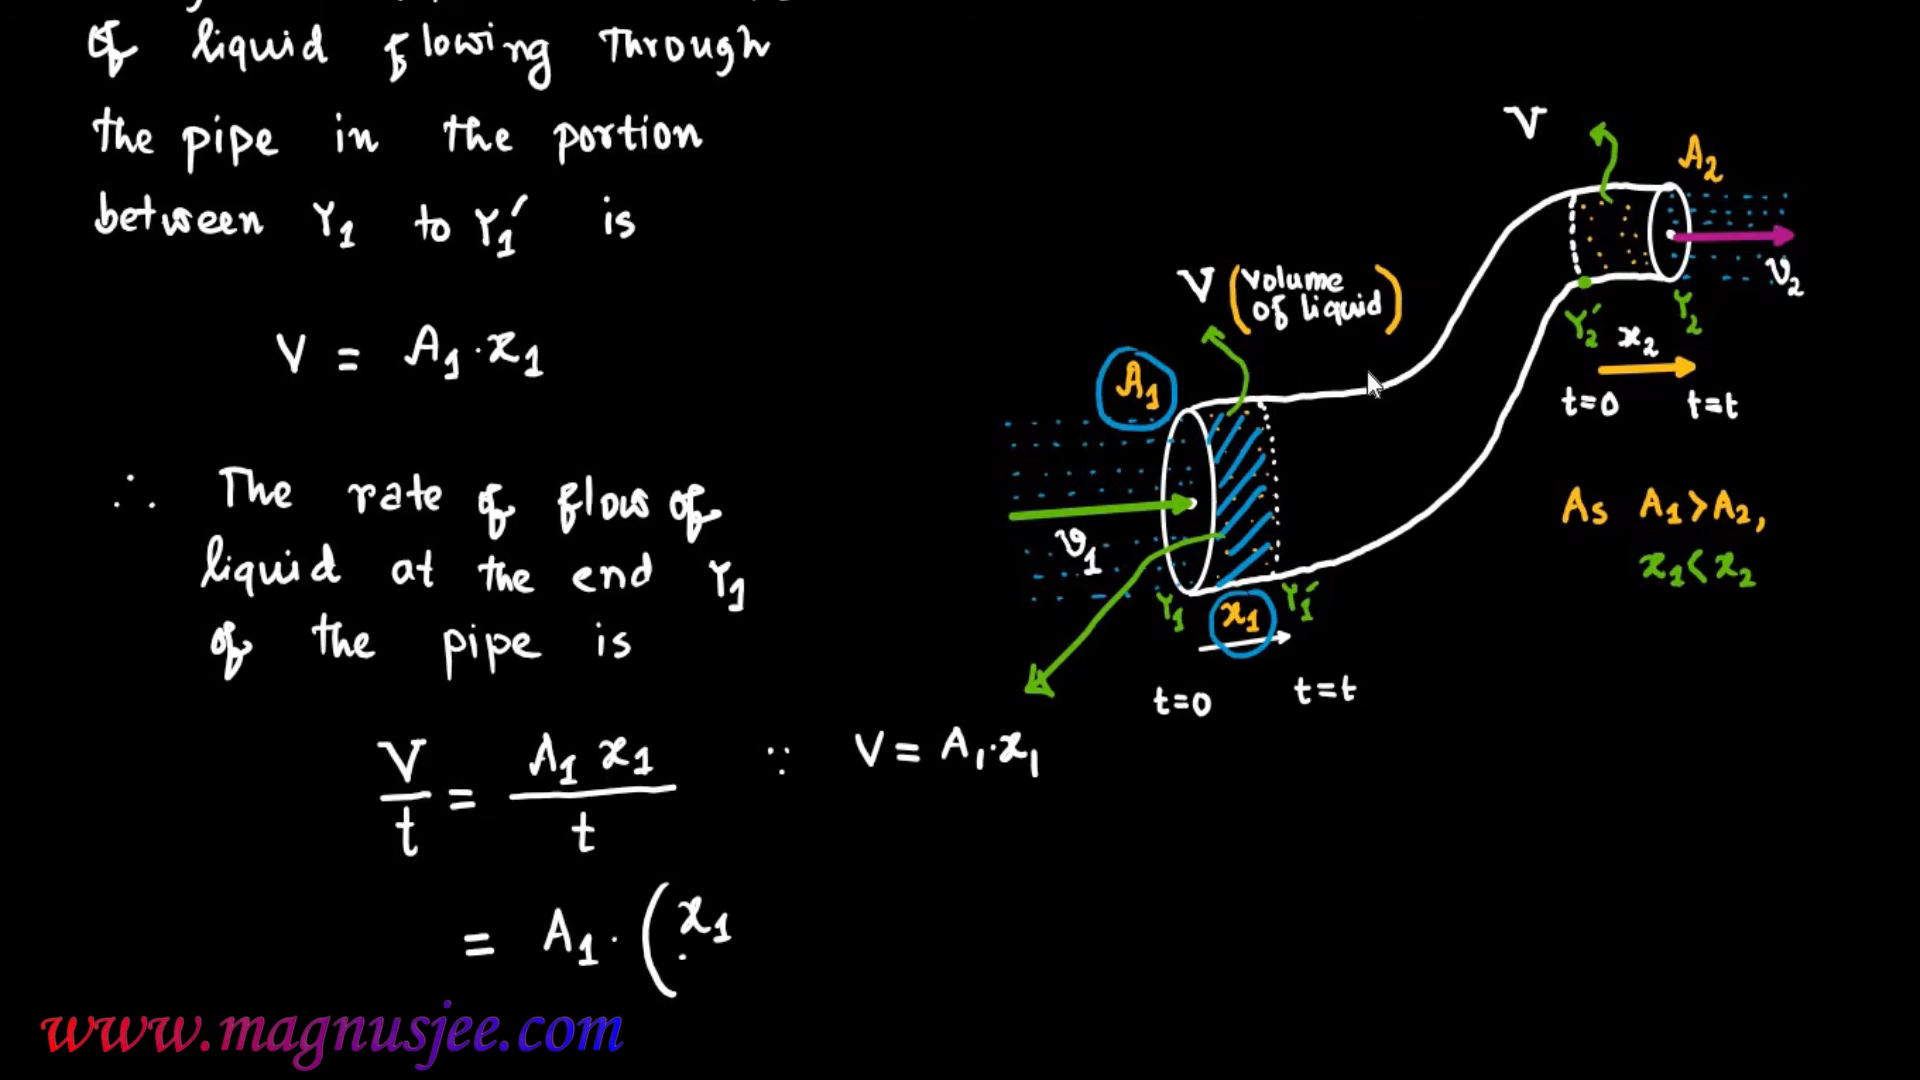 of liquid flowing through
the pipe in the portion
between Y₁ to Y₁′ is
V = A₁·x₁
∴ The rate of flow of
liquid at the end Y₁
of the pipe is
V/t = A₁ x₁/t ∵ V = A₁·x₁
= A₁·(x₁
V
A₂
v₂
V (volume of liquid)
Y₂′ Y₂
x₂
t=0 t=t
A₁
v₁
Y₁ x₁ Y₁′
t=0 t=t
As A₁>A₂,
x₁<x₂
www.magnusjee.com